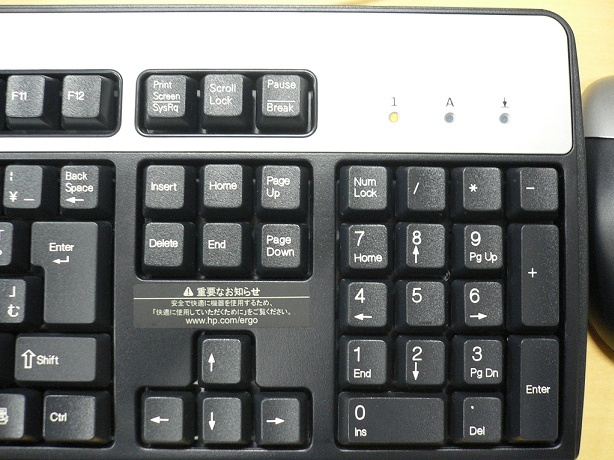 F11 F12 Print Screen SysRq Scroll Lock Pause Break
1 A
¥ _ Back Space ←
Insert Home Page Up
Num Lock / * -
Enter ↵
Delete End Page Down
7 Home 8 ↑ 9 Pg Up +
」 む
⚠ 重要なお知らせ
安全で快適に機器を使用するため、
「快適に使用していただくために」をご覧ください。
www.hp.com/ergo
4 ← 5 6 →
⇧ Shift ↑
1 End 2 ↓ 3 Pg Dn Enter
Ctrl ← ↓ →
0 Ins . Del